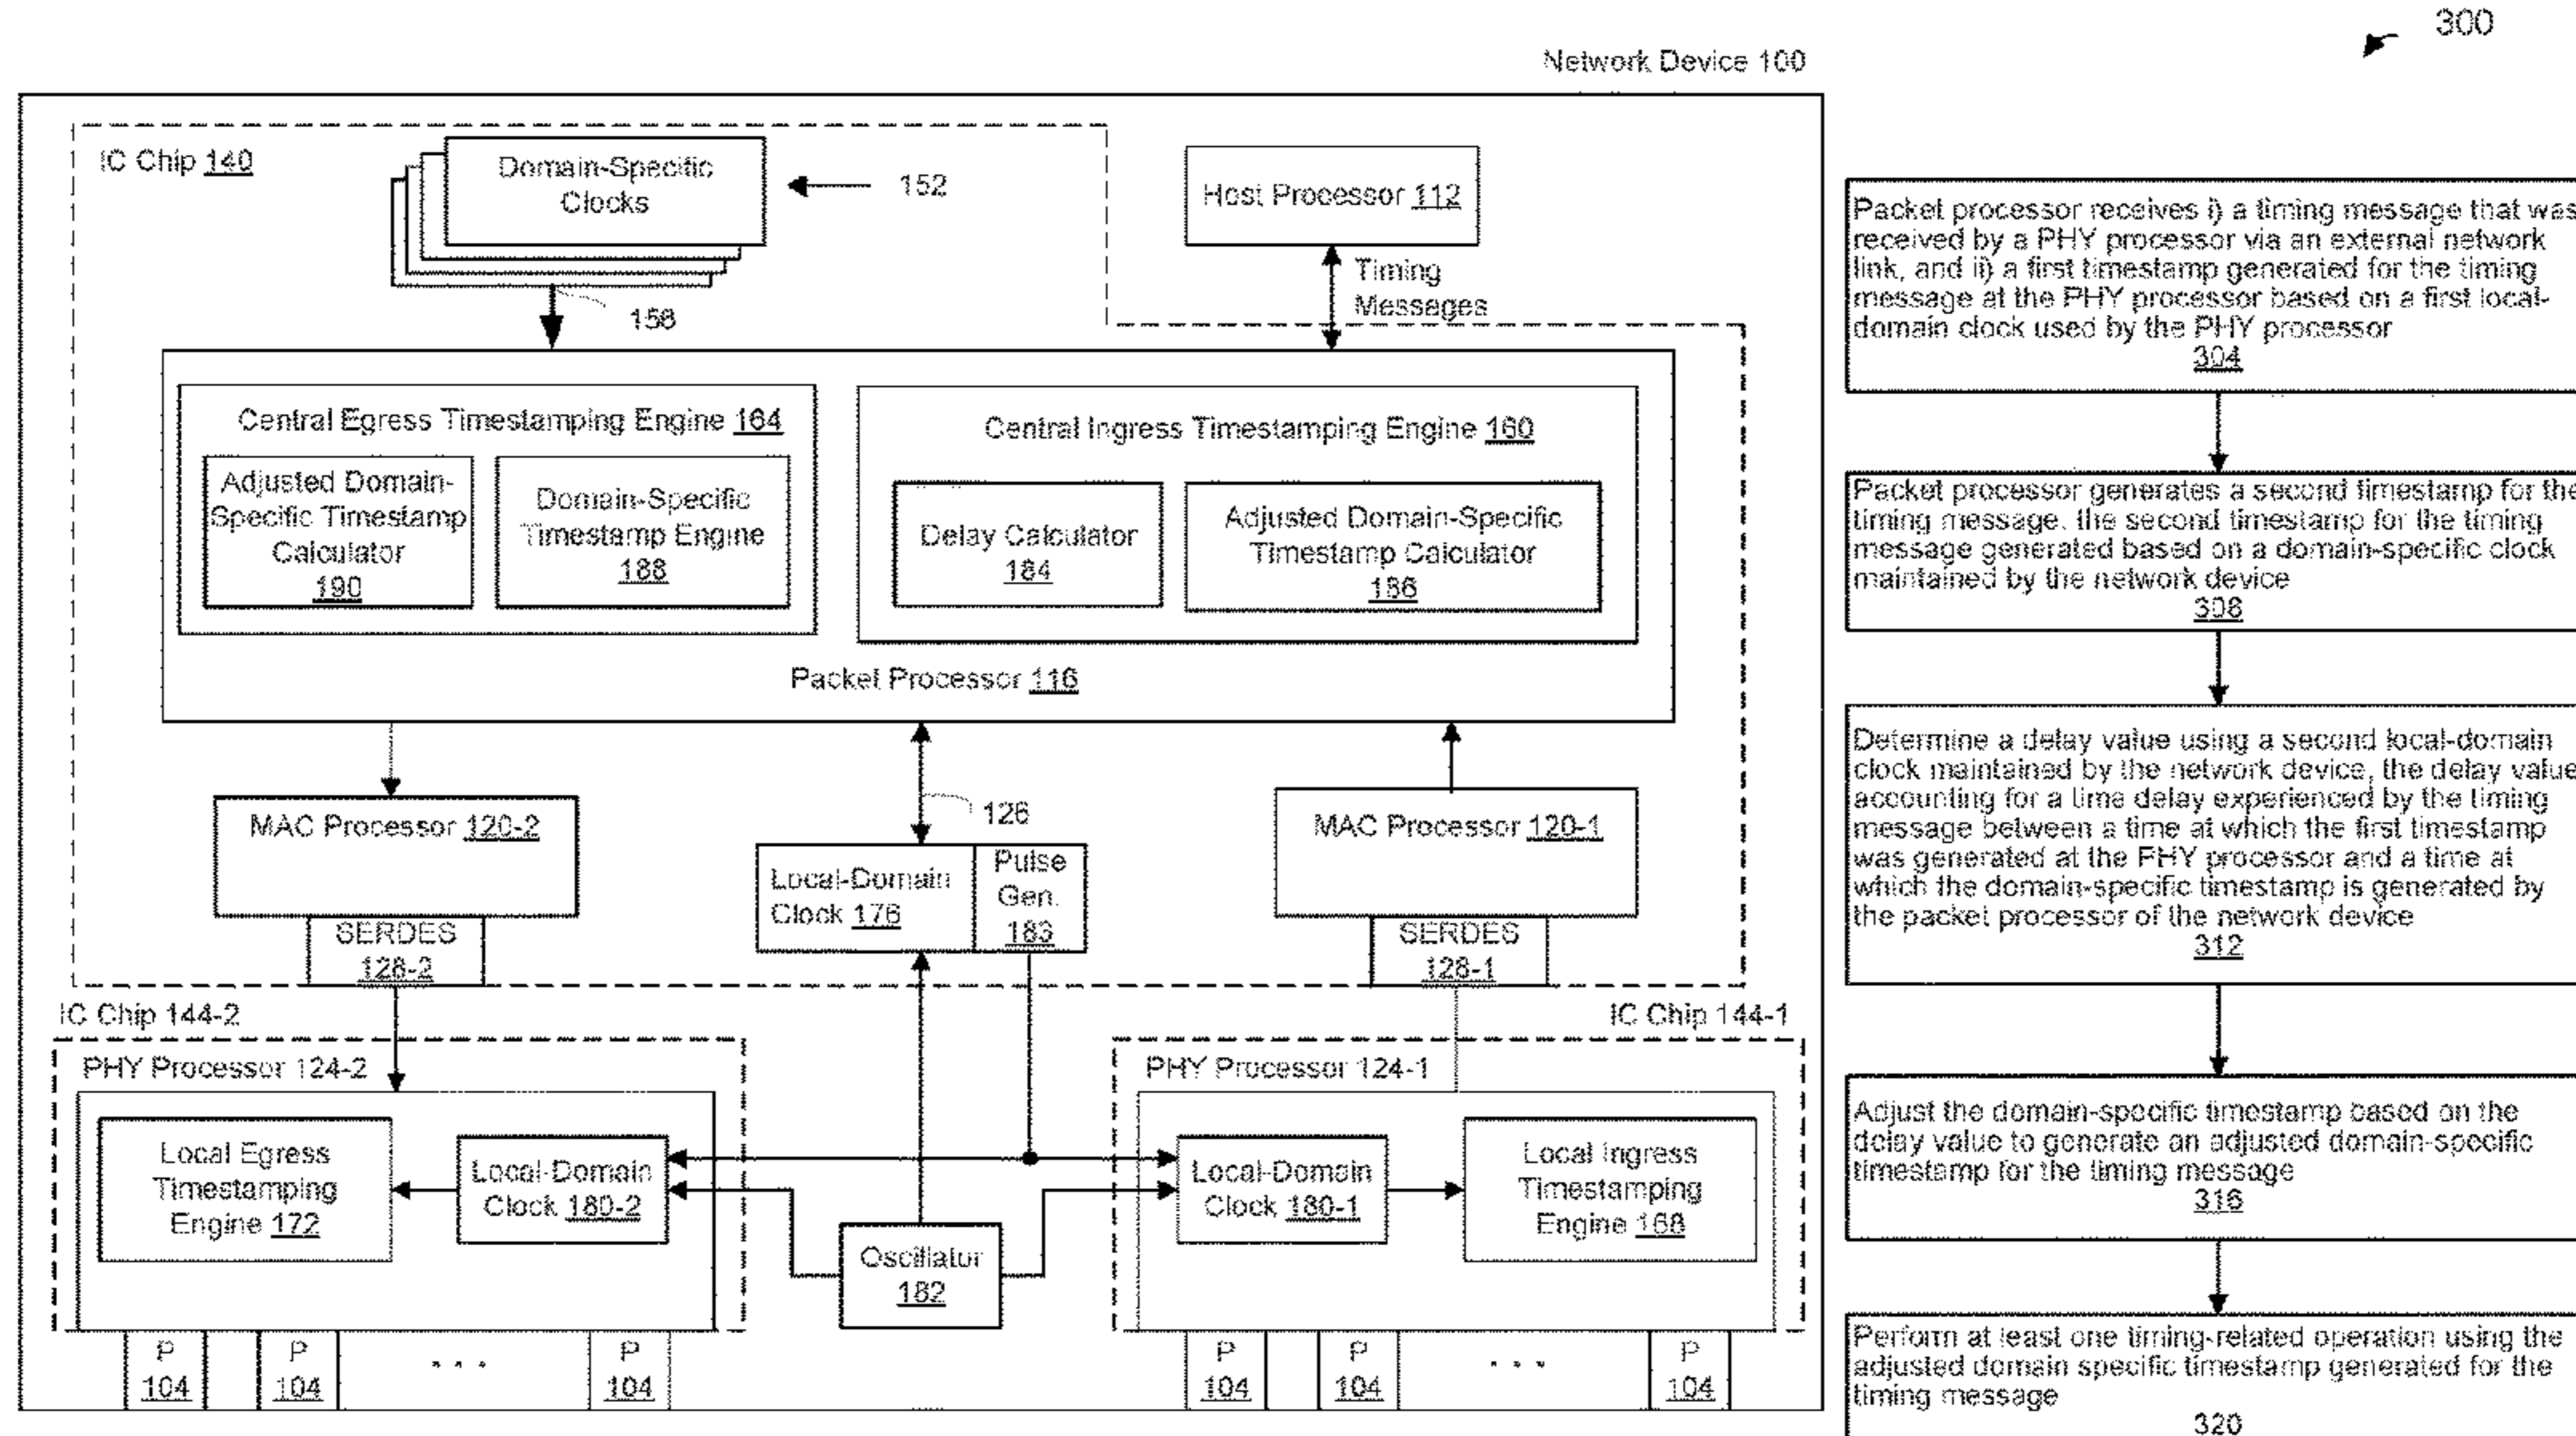 300
Network Device 100
IC Chip 140
Domain-Specific
Clocks
152
Host Processor 112
Timing
Messages
156
Central Egress Timestamping Engine 164
Adjusted Domain-
Specific Timestamp
Calculator
190
Domain-Specific
Timestamp Engine
188
Central Ingress Timestamping Engine 160
Delay Calculator
184
Adjusted Domain-Specific
Timestamp Calculator
186
Packet Processor 116
MAC Processor 120-2
SERDES
128-2
126
Local-Domain
Clock 176
Pulse
Gen.
183
MAC Processor 120-1
SERDES
128-1
IC Chip 144-2
PHY Processor 124-2
Local Egress
Timestamping
Engine 172
Local-Domain
Clock 180-2
Oscillator
182
IC Chip 144-1
PHY Processor 124-1
Local-Domain
Clock 180-1
Local Ingress
Timestamping
Engine 168
P
104
P
104
. . .
P
104
P
104
P
104
. . .
P
104
Packet processor receives i) a timing message that was
received by a PHY processor via an external network
link, and ii) a first timestamp generated for the timing
message at the PHY processor based on a first local-
domain clock used by the PHY processor
304
Packet processor generates a second timestamp for the
timing message, the second timestamp for the timing
message generated based on a domain-specific clock
maintained by the network device
308
Determine a delay value using a second local-domain
clock maintained by the network device, the delay value
accounting for a time delay experienced by the timing
message between a time at which the first timestamp
was generated at the PHY processor and a time at
which the domain-specific timestamp is generated by
the packet processor of the network device
312
Adjust the domain-specific timestamp based on the
delay value to generate an adjusted domain-specific
timestamp for the timing message
316
Perform at least one timing-related operation using the
adjusted domain specific timestamp generated for the
timing message
320